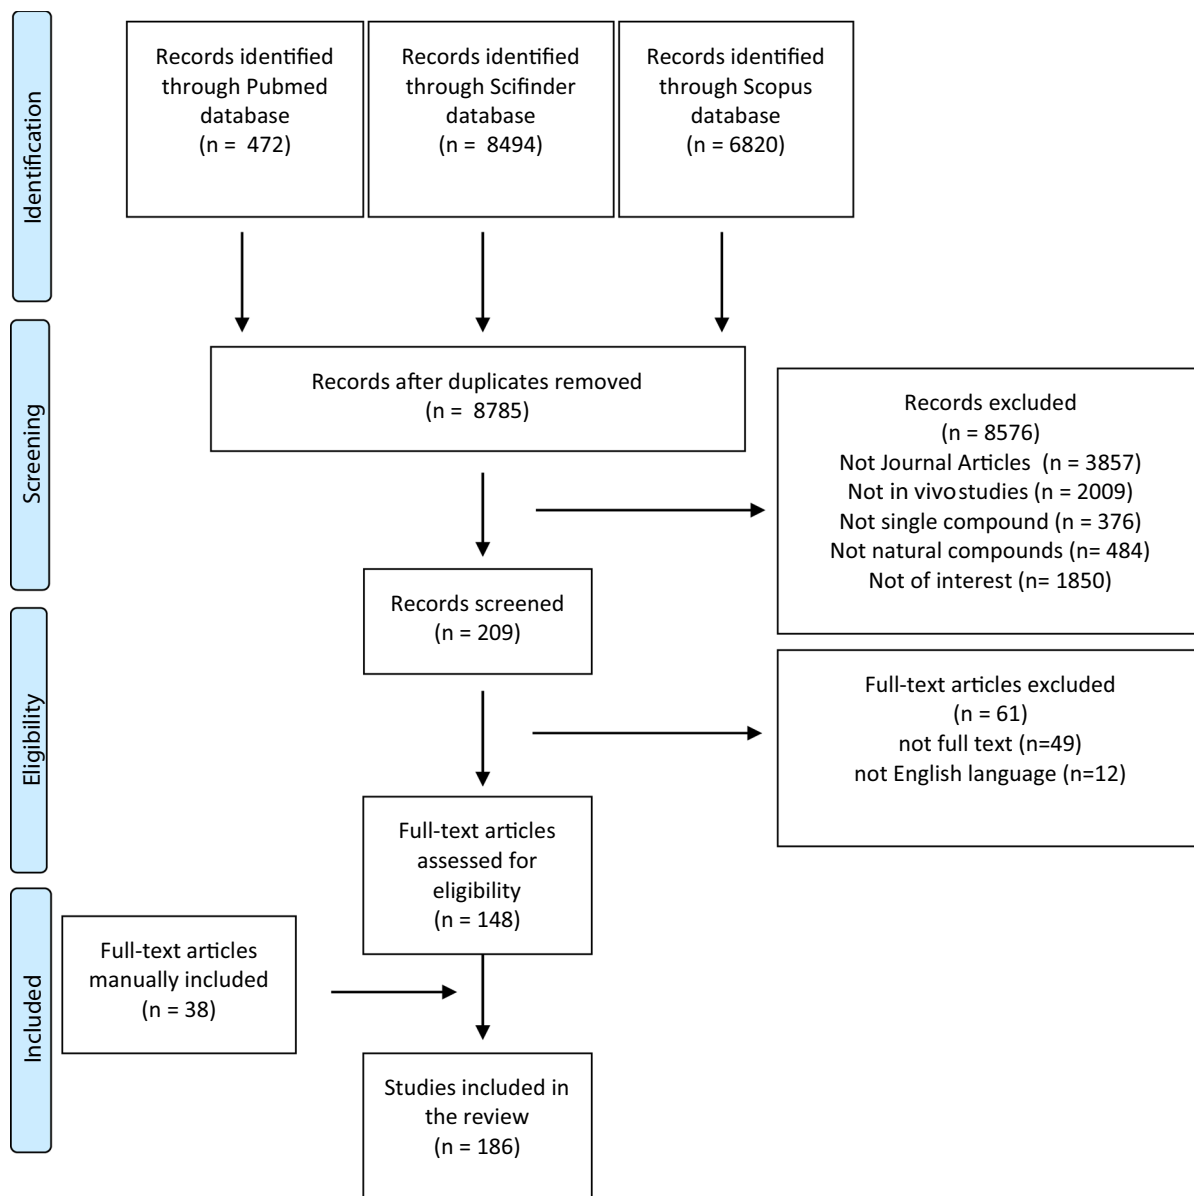 Identification
Records identified
through Pubmed
database
(n = 472)
Records identified
through Scifinder
database
(n = 8494)
Records identified
through Scopus
database
(n = 6820)
Screening
Records after duplicates removed
(n = 8785)
Records excluded
(n = 8576)
Not Journal Articles (n = 3857)
Not in vivo studies (n = 2009)
Not single compound (n = 376)
Not natural compounds (n= 484)
Not of interest (n= 1850)
Records screened
(n = 209)
Eligibility
Full-text articles excluded
(n = 61)
not full text (n=49)
not English language (n=12)
Full-text articles
assessed for
eligibility
(n = 148)
Included
Full-text articles
manually included
(n = 38)
Studies included in
the review
n = 186)